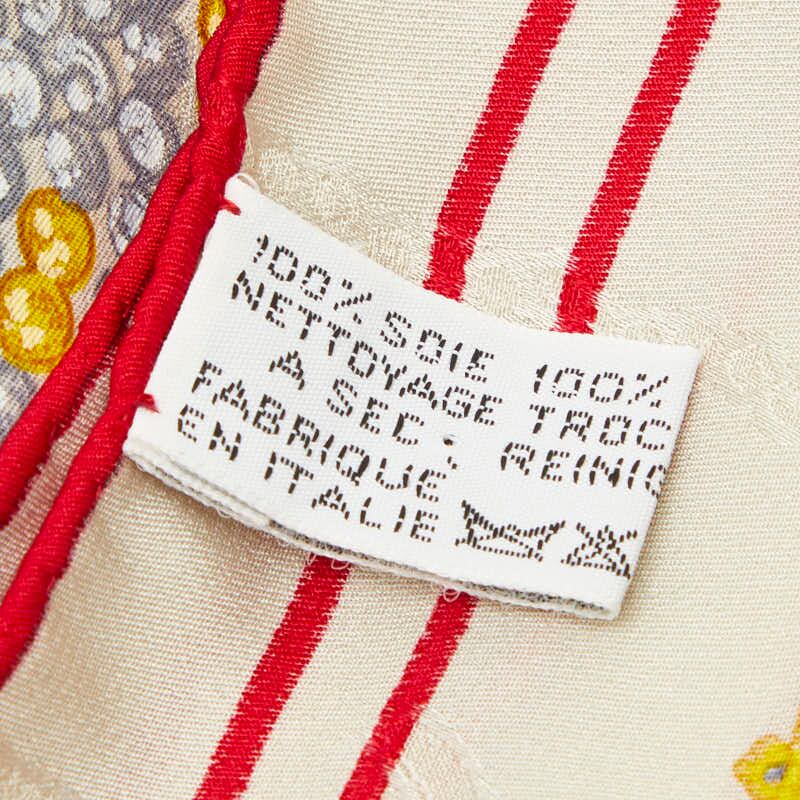 100% SOIE
NETTOYAGE
A SEC.
FABRIQUE
EN ITALIE
100%
TROC
REINIG